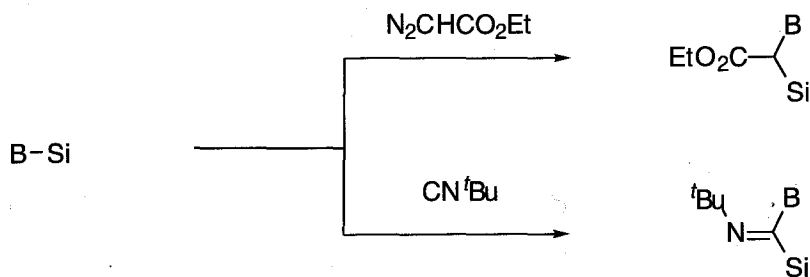 N₂CHCO₂Et
B
EtO₂C
Si
B–Si
CNᵗBu
ᵗBu
B
N
Si